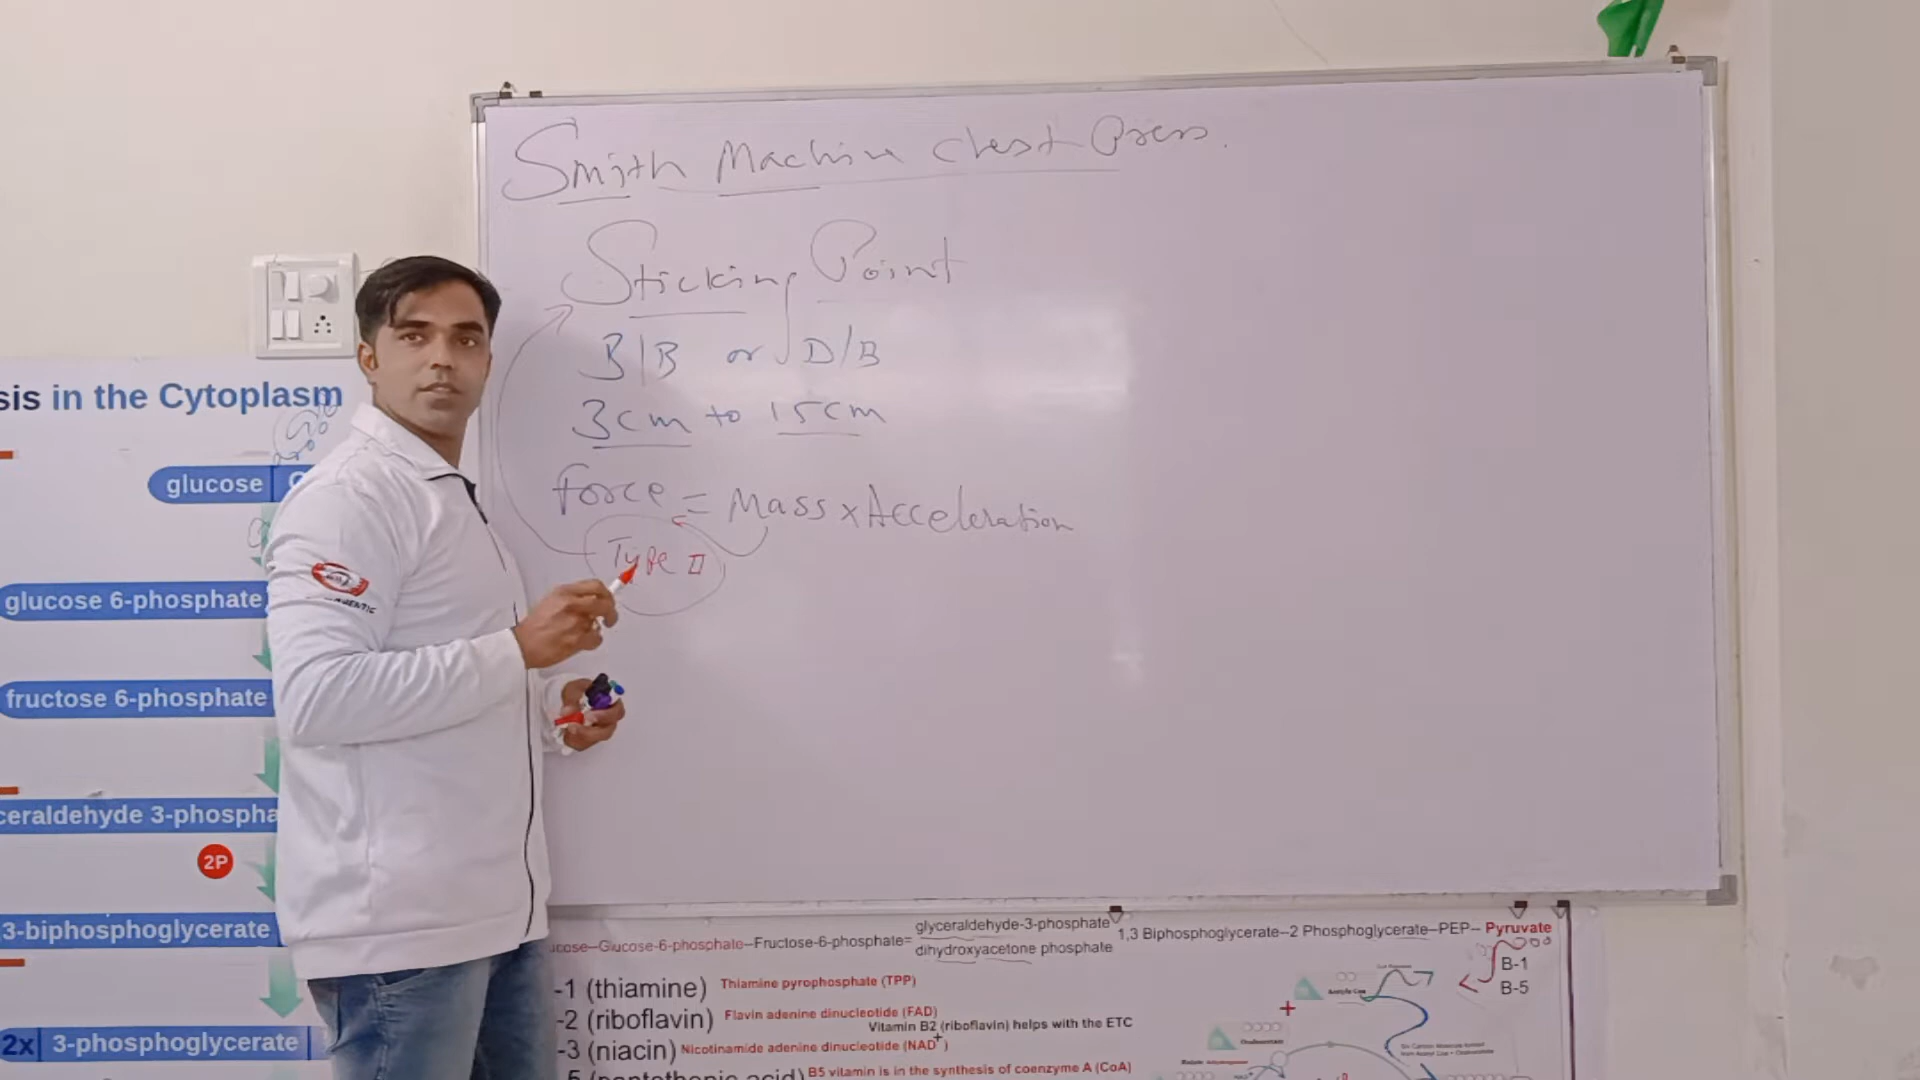 Smith Machine chest Press.
Sticking Point
B/B or D/B
3cm to 15cm
force = Mass x Acceleration
Type II
sis in the Cytoplasm
glucose
glucose 6-phosphate
fructose 6-phosphate
ceraldehyde 3-phospha
2P
3-biphosphoglycerate
2x 3-phosphoglycerate
ucose--Glucose-6-phosphate--Fructose-6-phosphate= glyceraldehyde-3-phosphate
dihydroxyacetone phosphate
1,3 Biphosphoglycerate--2 Phosphoglycerate--PEP-- Pyruvate
B-1
B-5
-1 (thiamine) Thiamine pyrophosphate (TPP)
-2 (riboflavin) Flavin adenine dinucleotide (FAD)
Vitamin B2 (riboflavin) helps with the ETC
-3 (niacin) Nicotinamide adenine dinucleotide (NAD+)
-5 (pantothenic acid) B5 vitamin is in the synthesis of coenzyme A (CoA)